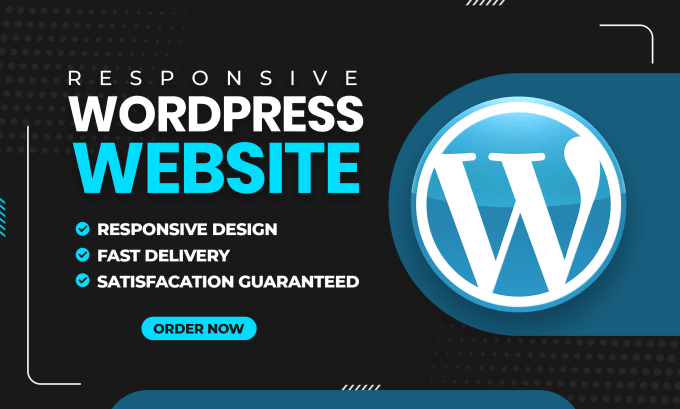 RESPONSIVE
WORDPRESS
WEBSITE
RESPONSIVE DESIGN
FAST DELIVERY
SATISFACATION GUARANTEED
ORDER NOW